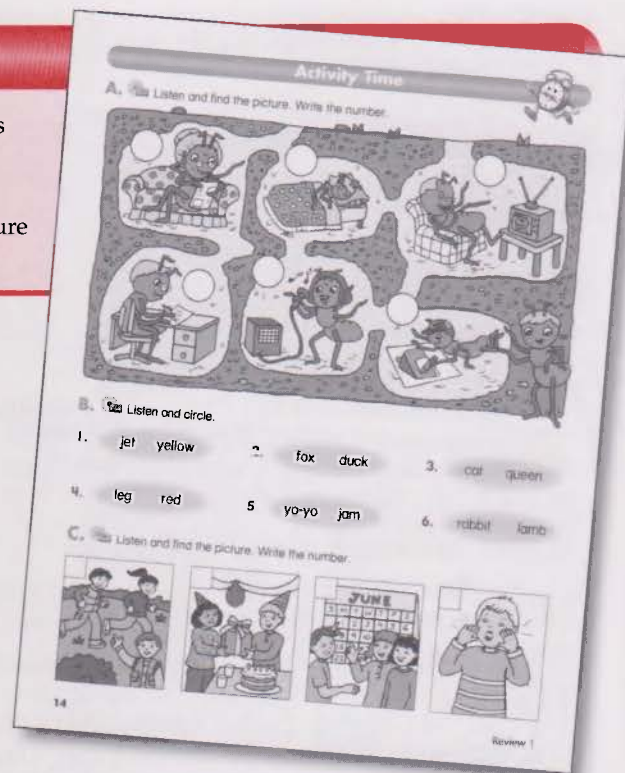 s
ure
Activity Time
A. Listen and find the picture. Write the number.
B. Listen and circle.
1. jet yellow
2. fox duck
3. cat queen
4. leg red
5 yo-yo jam
6. rabbit lamb
C. Listen and find the picture. Write the number.
JUNE
S M T W T F S
14
Review 1